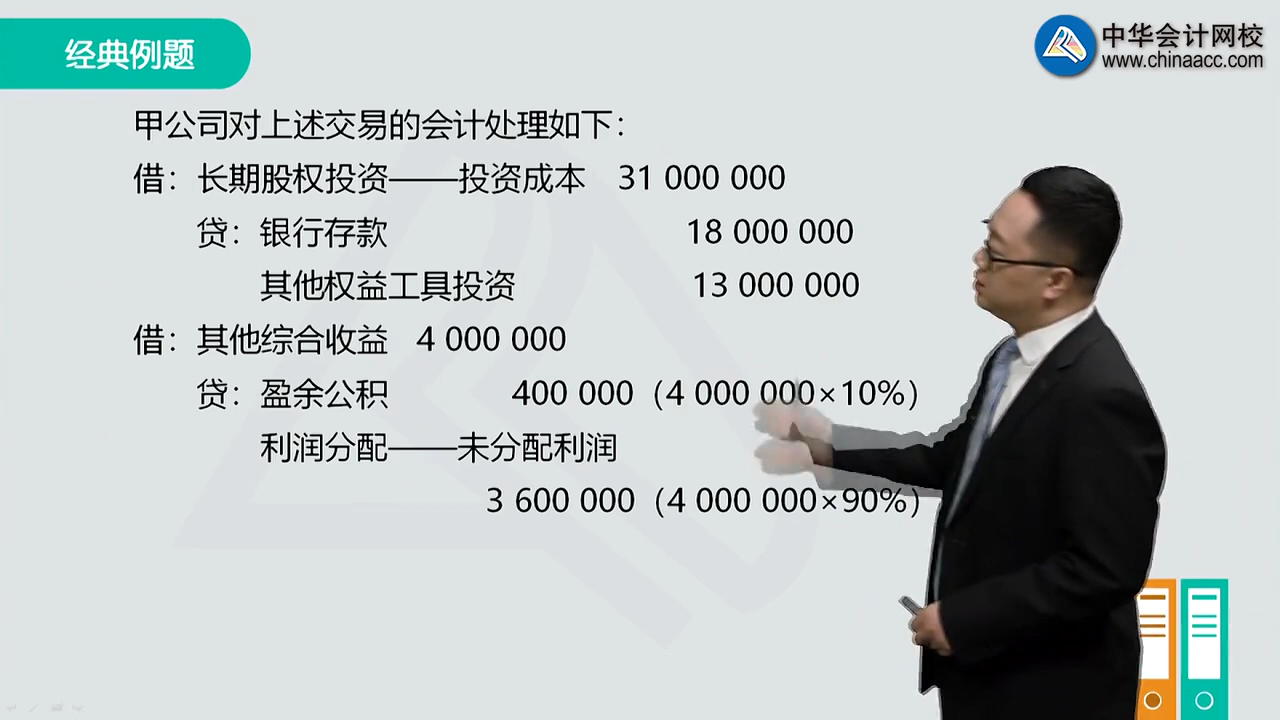 经典例题
中华会计网校
www.chinaacc.com
甲公司对上述交易的会计处理如下：
借：长期股权投资——投资成本 31 000 000
贷：银行存款 18 000 000
其他权益工具投资 13 000 000
借：其他综合收益 4 000 000
贷：盈余公积 400 000（4 000 000×10%）
利润分配——未分配利润
3 600 000（4 000 000×90%）